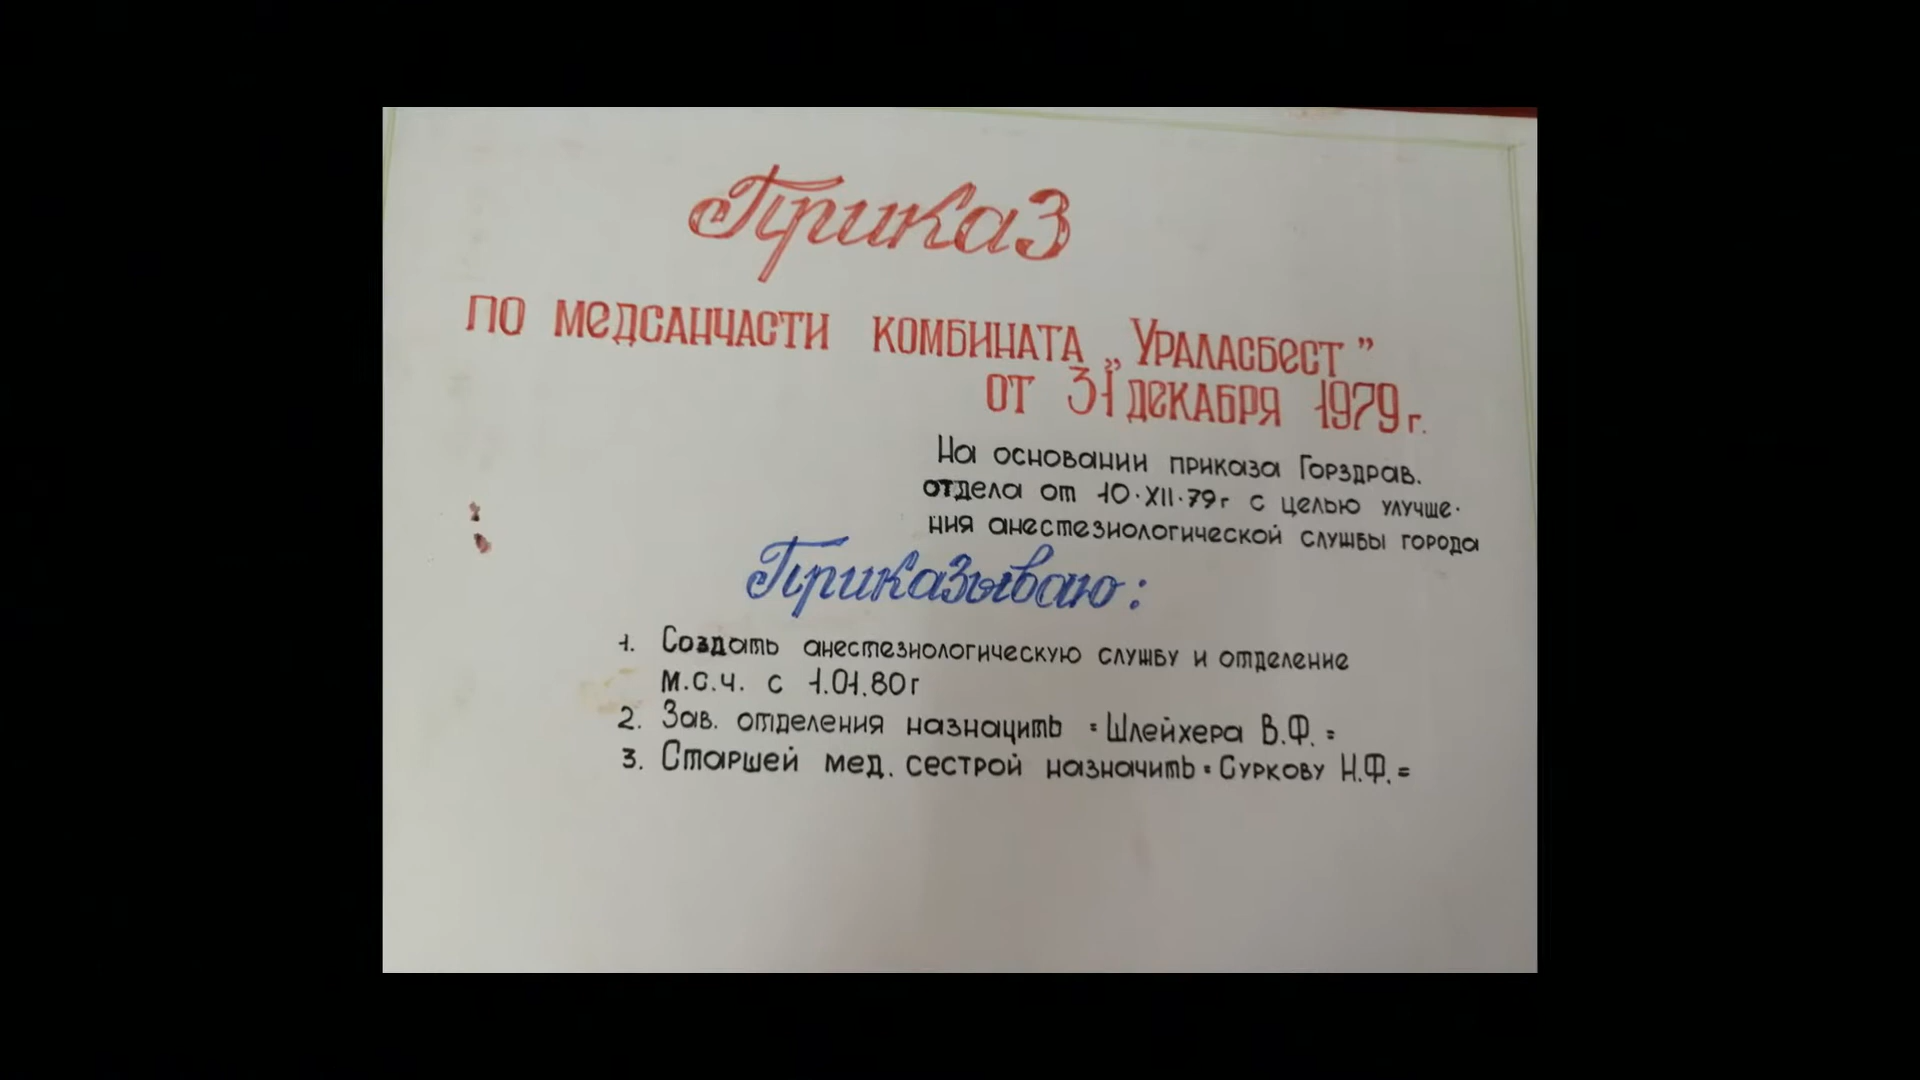 Приказ
по медсанчасти комбината „Ураласбест”
от 31 декабря 1979 г.
На основании приказа Горздрав.
отдела от 10·XII·79г с целью улучше-
ния анестезиологической службы города
Приказываю:
1. Создать анестезиологическую службу и отделение
м.с.ч. с 1.01.80г
2. Зав. отделения назнацить = Шлейхера В.Ф. =
3. Старшей мед. сестрой назначить = Суркову Н.Ф. =